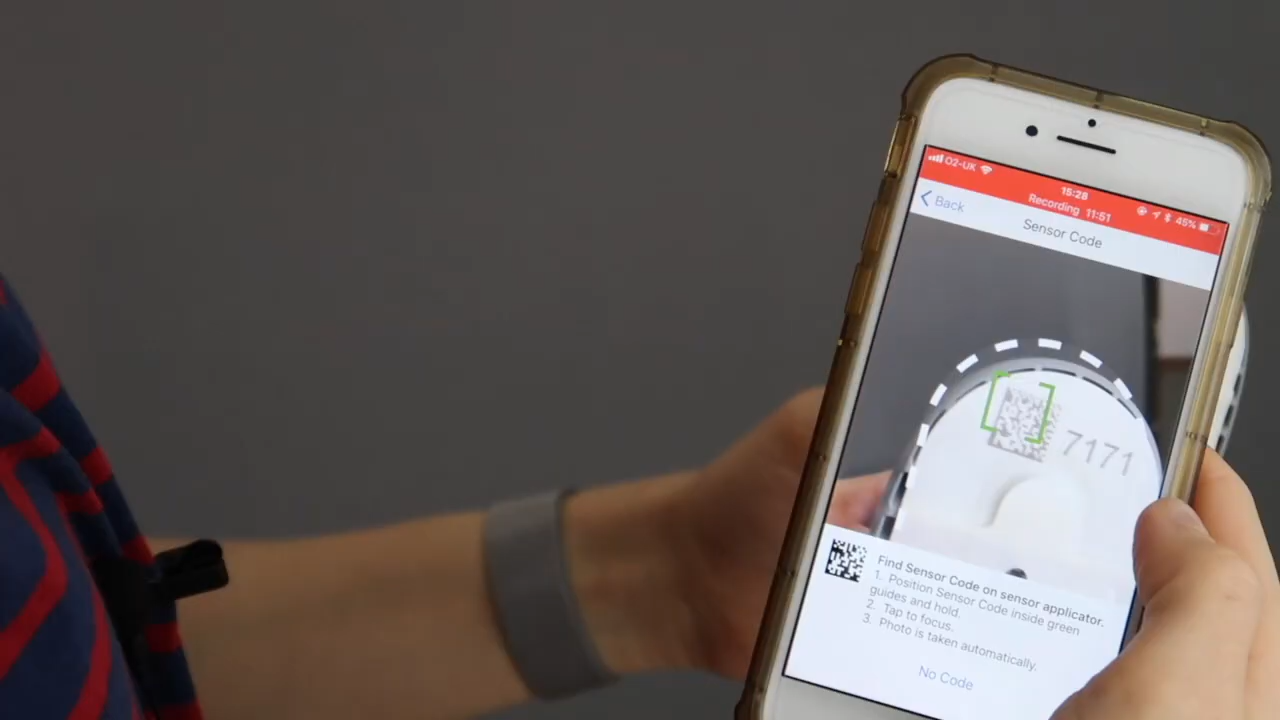 O2-UK
15:28
45%
Recording 11:51
Back
Sensor Code
7171
Find Sensor Code on sensor applicator.
1. Position Sensor Code inside green
guides and hold.
2. Tap to focus.
3. Photo is taken automatically.
No Code